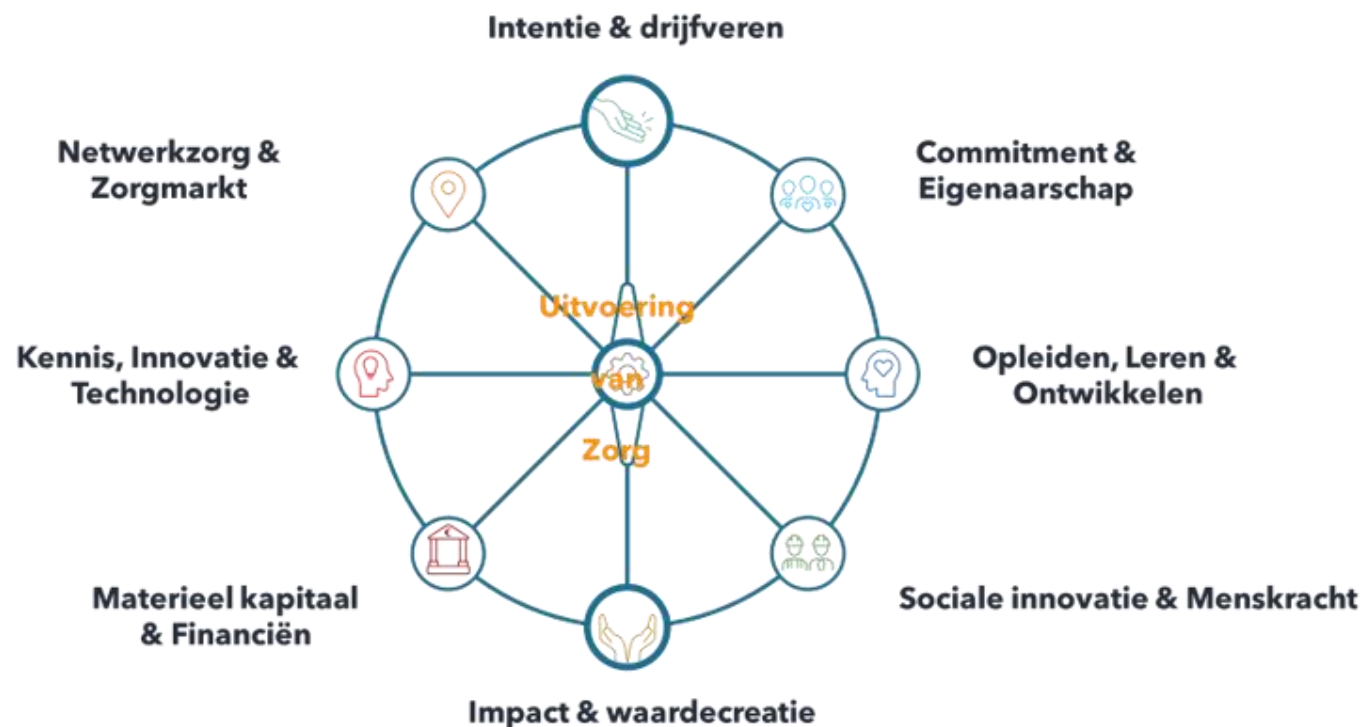 Intentie & drijfveren
Netwerkzorg &
Zorgmarkt
Commitment &
Eigenaarschap
Uitvoering
van
Zorg
Kennis, Innovatie &
Technologie
Opleiden, Leren &
Ontwikkelen
Materieel kapitaal
& Financiën
Sociale innovatie & Menskracht
Impact & waardecreatie